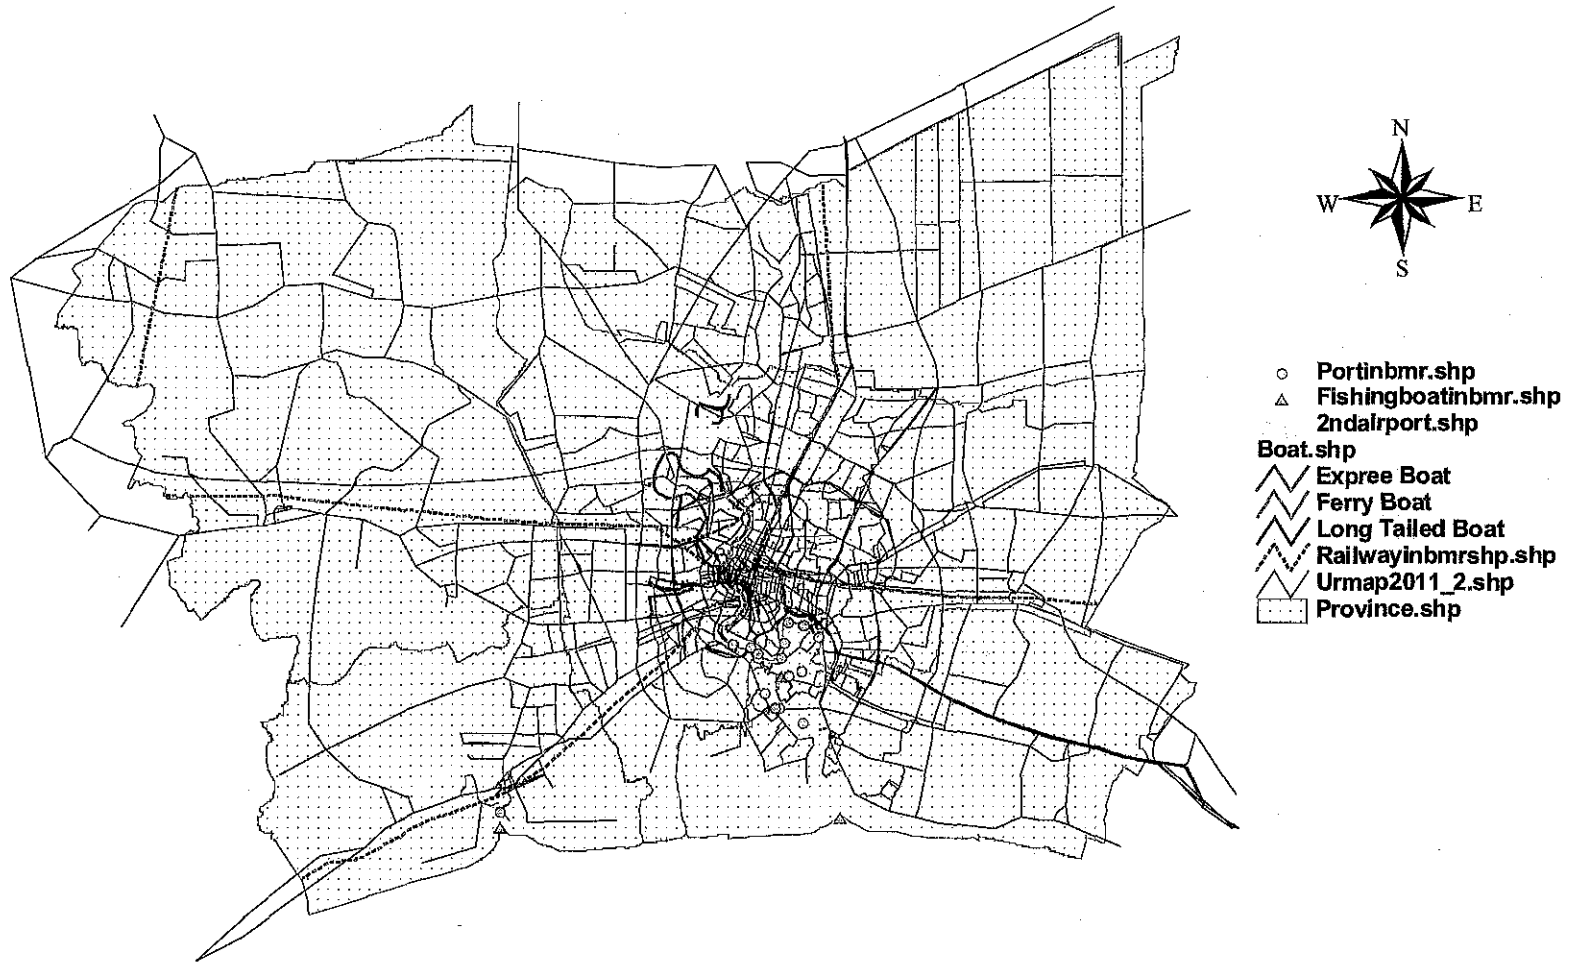 N
W E
S
Portinbmr.shp
Fishingboatinbmr.shp
2ndairport.shp
Boat.shp
Expree Boat
Ferry Boat
Long Tailed Boat
Railwayinbmrshp.shp
Urmap2011_2.shp
Province.shp